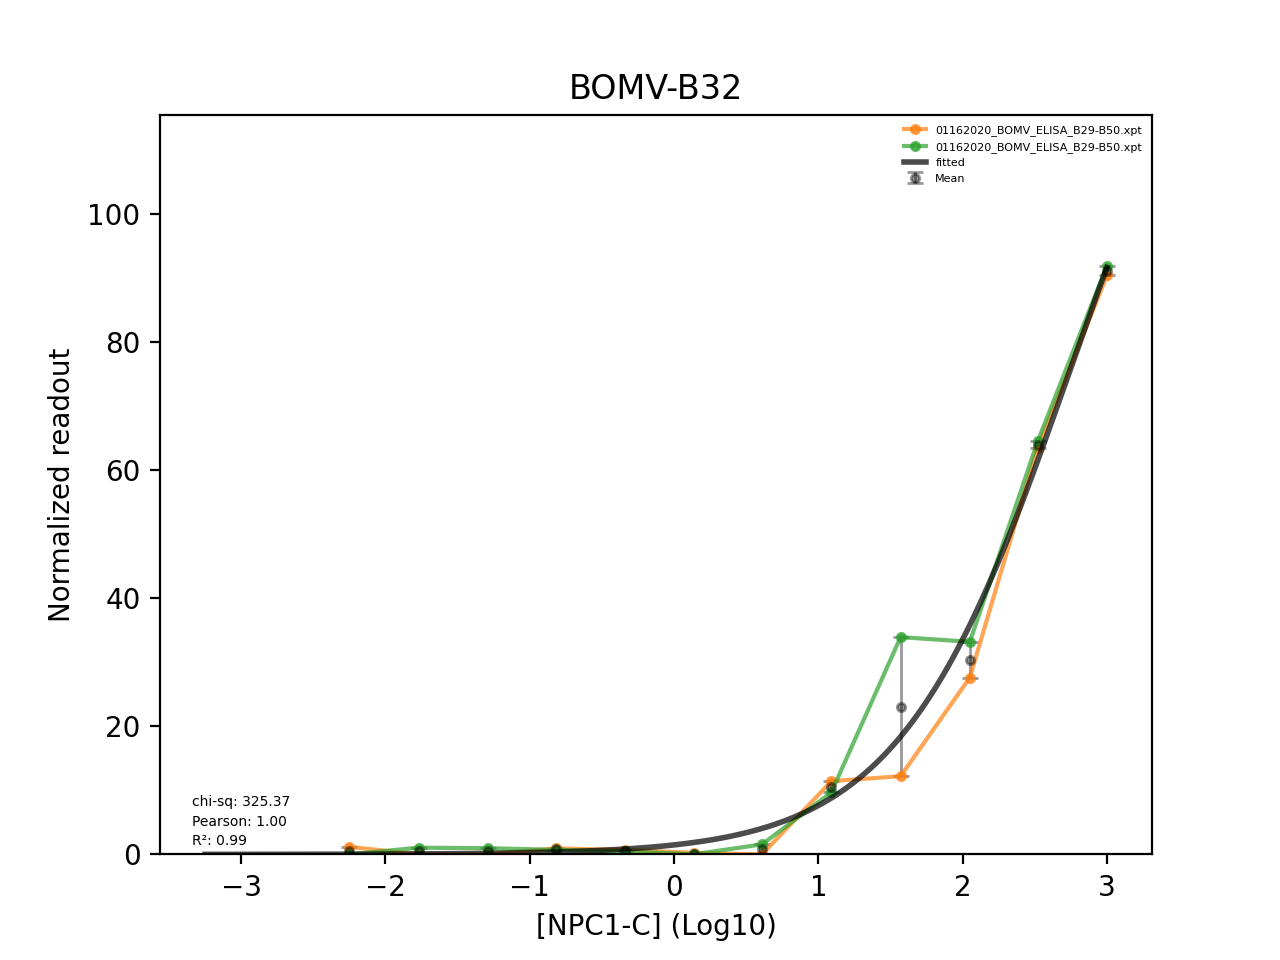 BOMV-B32
01162020_BOMV_ELISA_B29-B50.xpt
01162020_BOMV_ELISA_B29-B50.xpt
fitted
Mean
Normalized readout
100
80
60
40
20
0
chi-sq: 325.37
Pearson: 1.00
R²: 0.99
−3 −2 −1 0 1 2 3
[NPC1-C] (Log10)